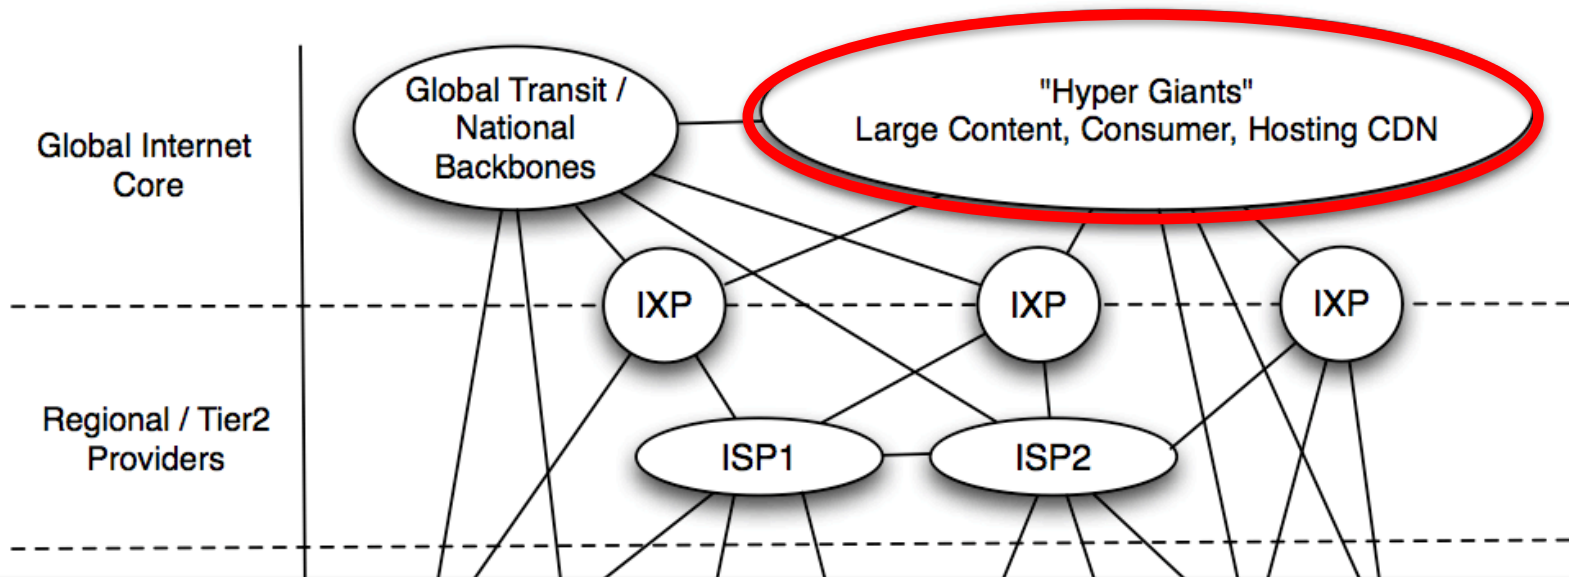 Global Internet
Core
Global Transit /
National
Backbones
"Hyper Giants"
Large Content, Consumer, Hosting CDN
IXP
IXP
IXP
Regional / Tier2
Providers
ISP1
ISP2